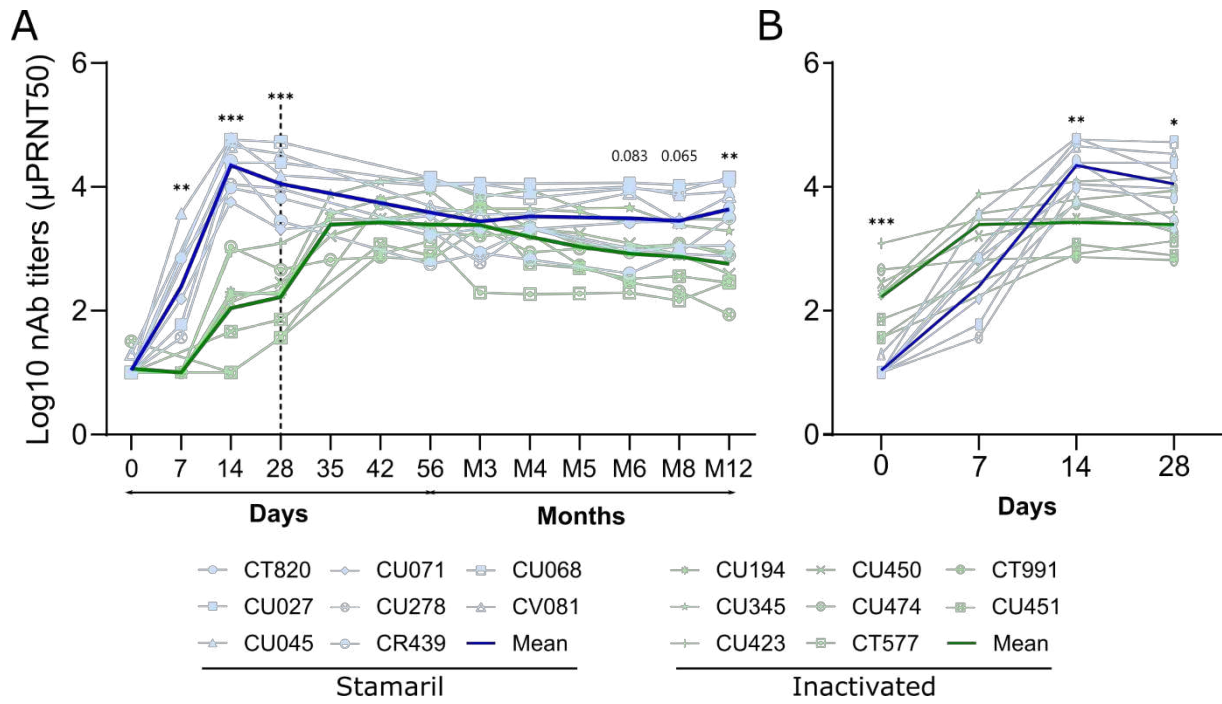 A
B
Log10 nAb titers (µPRNT50)
6
4
2
0
**
***
***
0.083 0.065 **
0 7 14 28 35 42 56 M3 M4 M5 M6 M8 M12
Days Months
6
4
2
0
***
**
*
0 7 14 28
Days
CT820 CU071 CU068
CU027 CU278 CV081
CU045 CR439 Mean
Stamaril
CU194 CU450 CT991
CU345 CU474 CU451
CU423 CT577 Mean
Inactivated